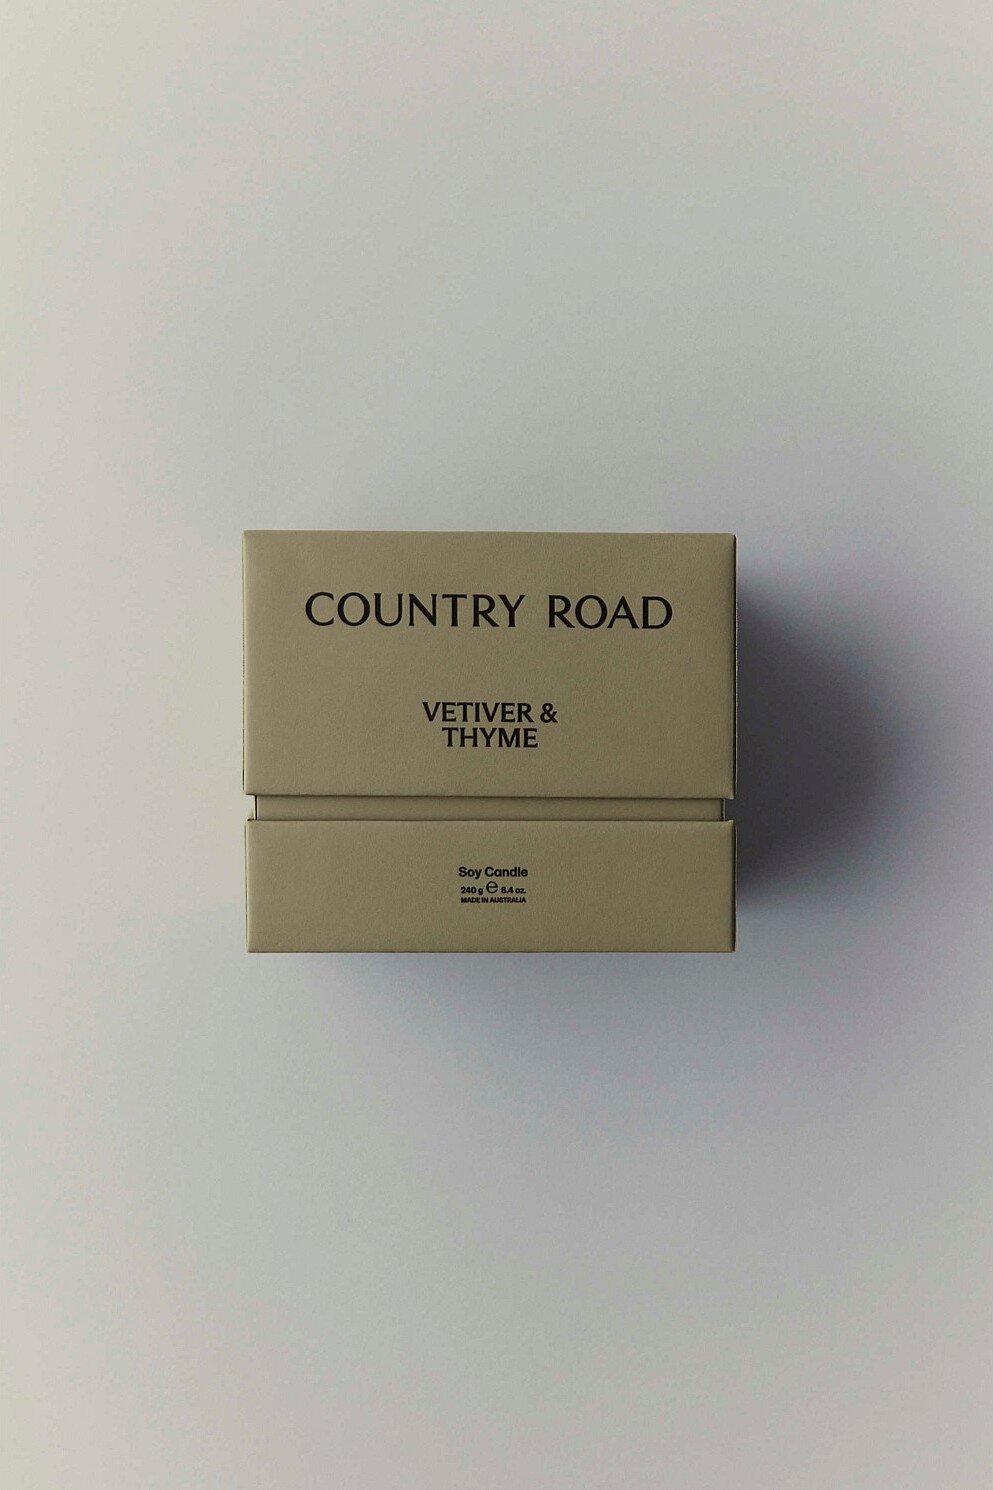 COUNTRY ROAD
VETIVER &
THYME
Soy Candle
240 g ℮ 8.4 oz.
MADE IN AUSTRALIA